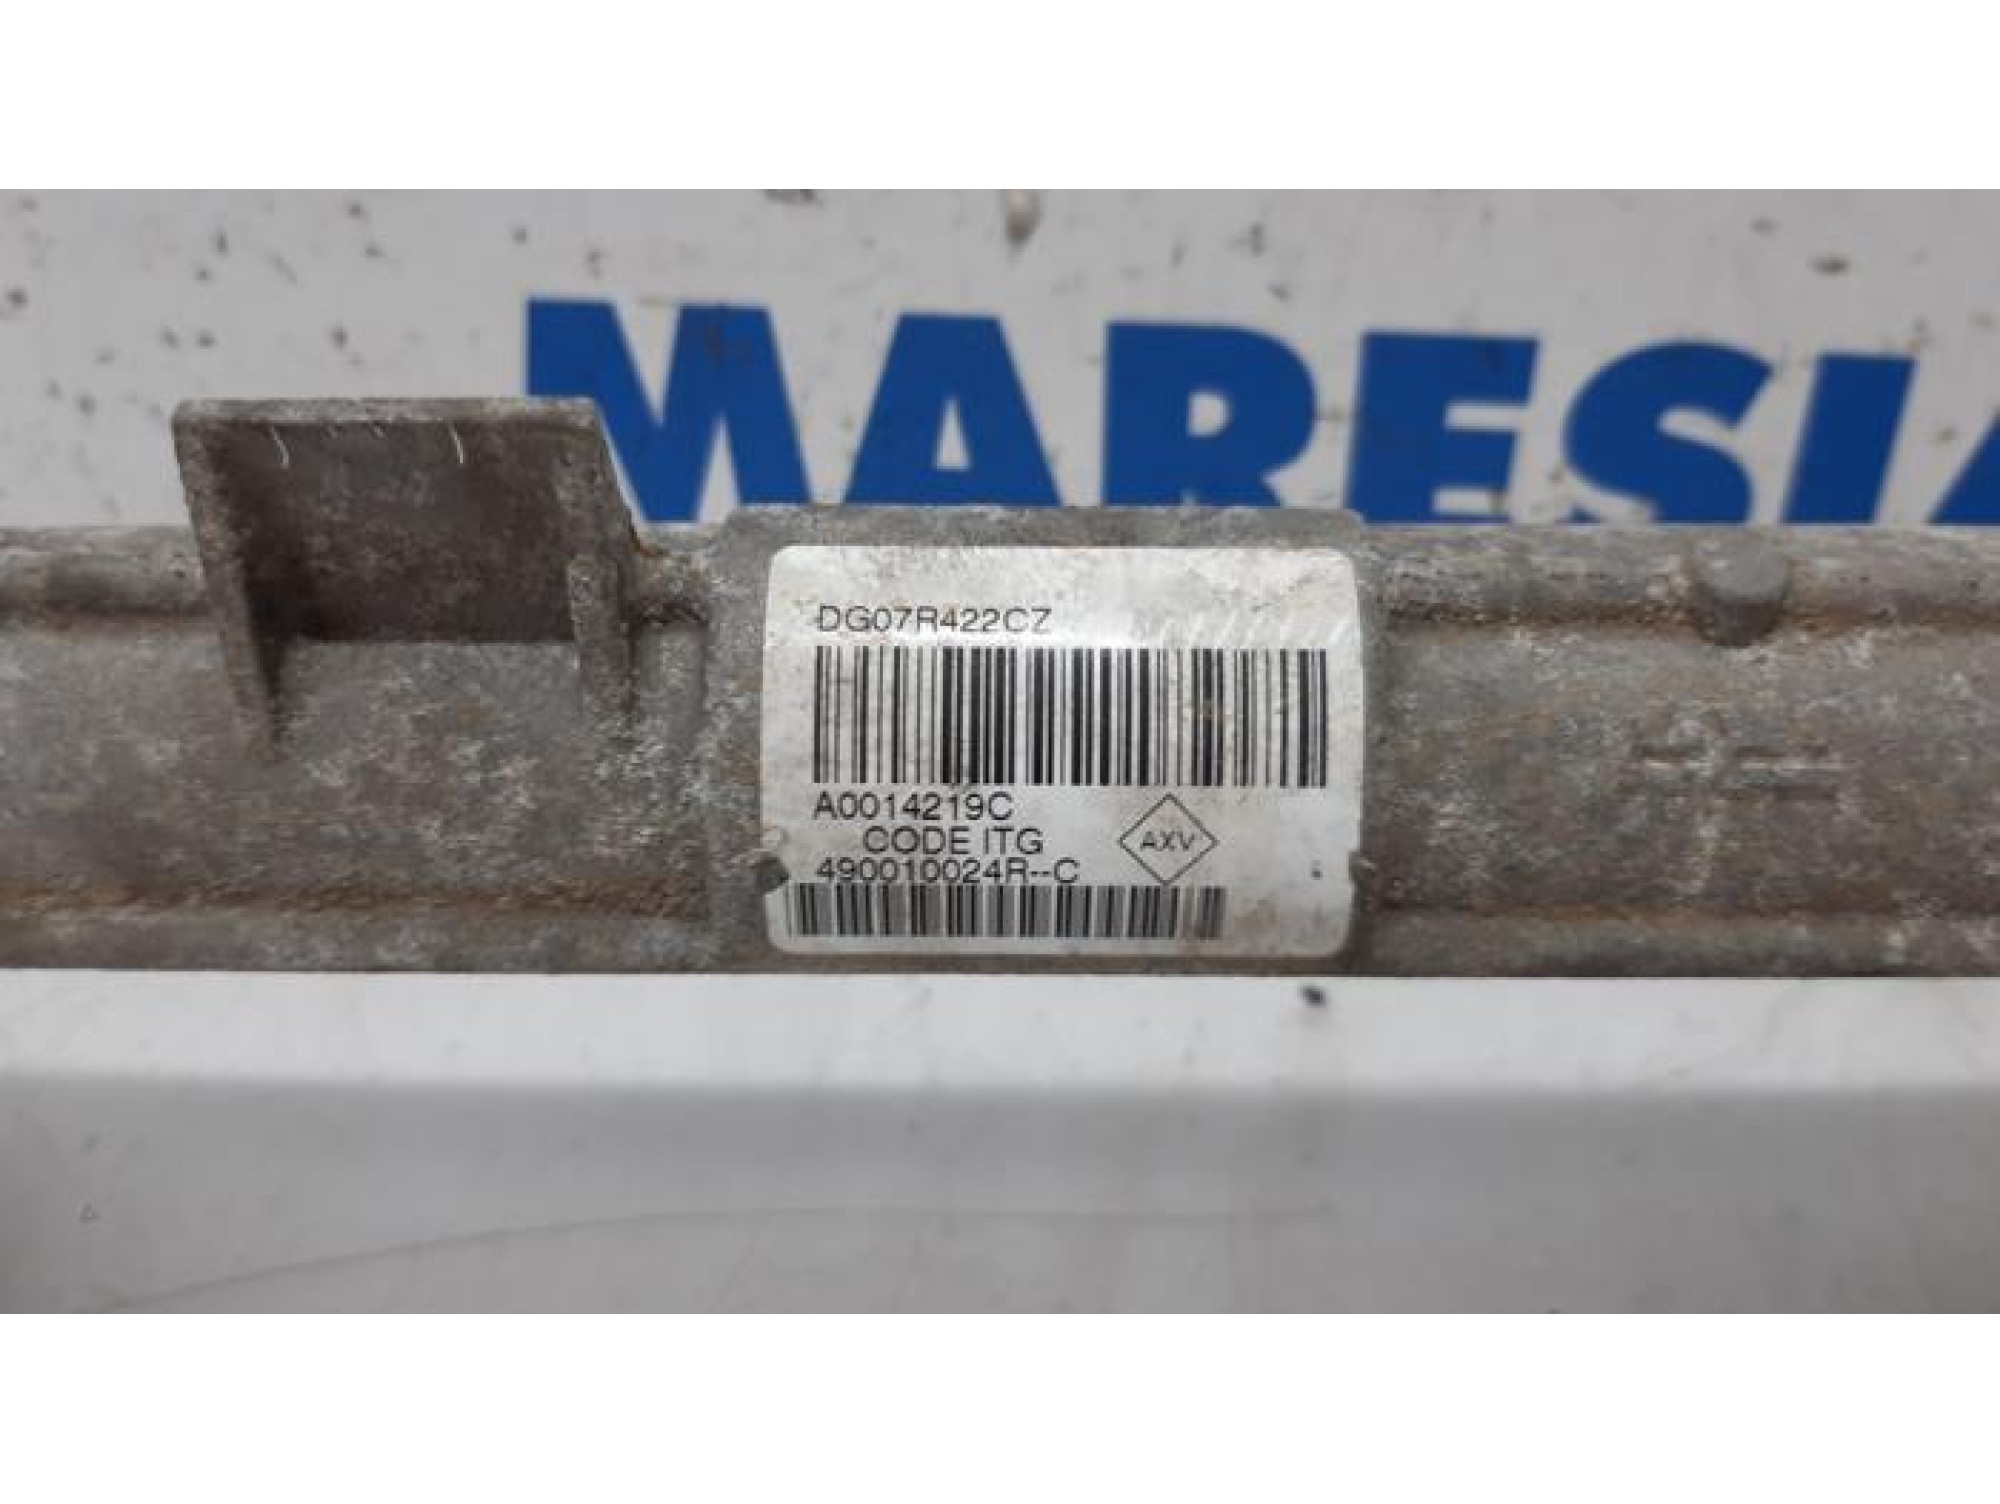 MARESIA
DG07R422CZ
A0014219C
CODE ITG
AXV
490010024R--C